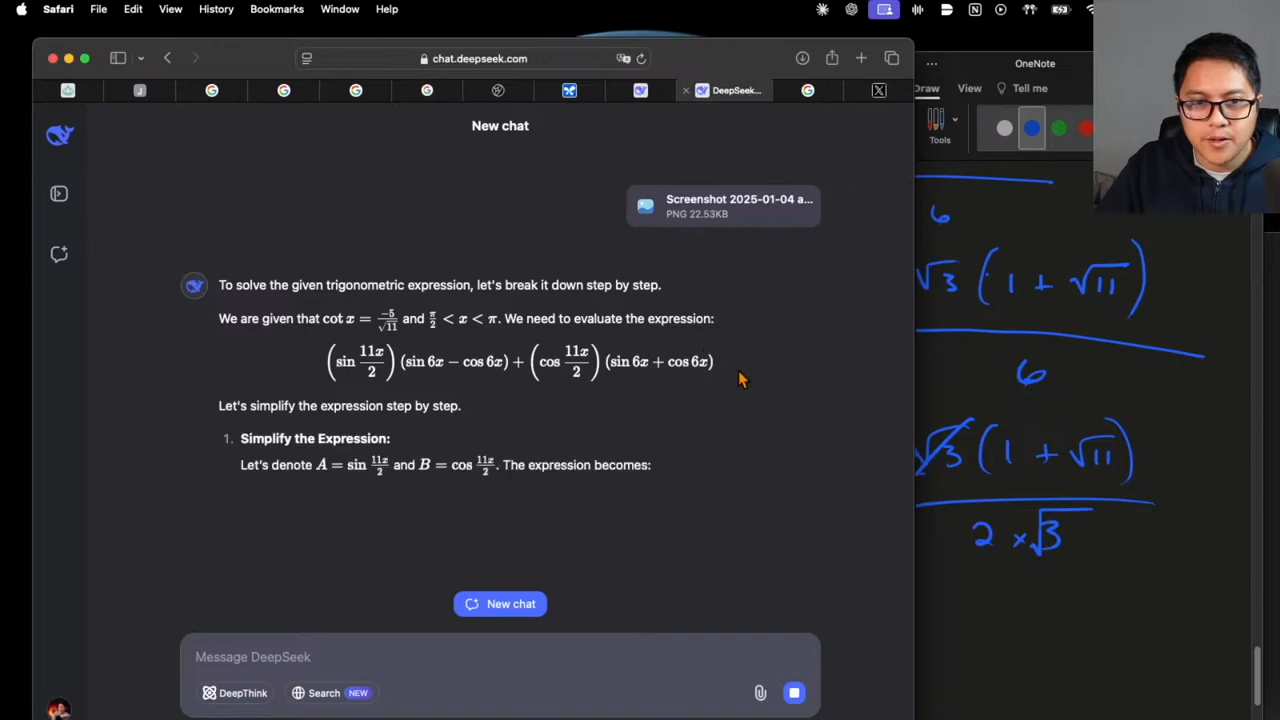 Safari File Edit View History Bookmarks Window Help
chat.deepseek.com
DeepSeek...
OneNote
Draw View Tell me
Tools
New chat
Screenshot 2025-01-04 a...
PNG 22.53KB
To solve the given trigonometric expression, let's break it down step by step.
We are given that cot x = −5/√11 and π/2 < x < π. We need to evaluate the expression:
(sin 11x/2)(sin 6x − cos 6x) + (cos 11x/2)(sin 6x + cos 6x)
Let's simplify the expression step by step.
1. Simplify the Expression:
Let's denote A = sin 11x/2 and B = cos 11x/2. The expression becomes:
New chat
Message DeepSeek
DeepThink Search NEW
6
√3 (1 + √11)
6
√3 (1 + √11)
2 × √3